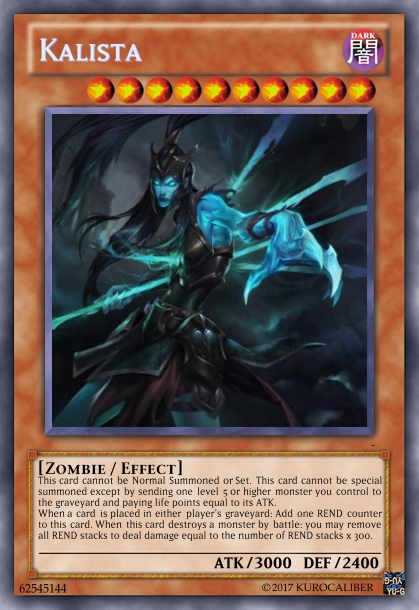 Kalista
DARK
闇
-
[Zombie / Effect]
This card cannot be Normal Summoned or Set. This card cannot be special
summoned except by sending one level 5 or higher monster you control to
the graveyard and paying life points equal to its ATK.
When a card is placed in either player's graveyard: Add one REND counter
to this card. When this card destroys a monster by battle: you may remove
all REND stacks to deal damage equal to the number of REND stacks x 300.
ATK/3000 DEF/2400
62545144 ©2017 KUROCALIBER